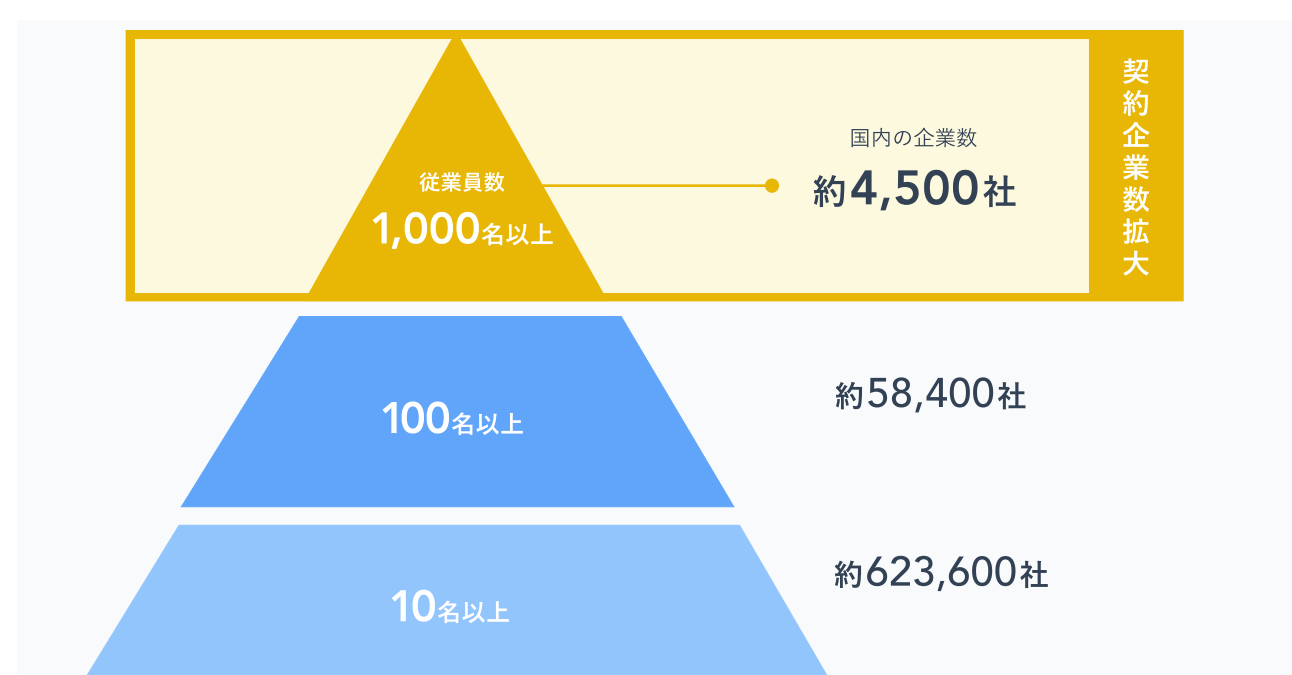 従業員数
1,000名以上
国内の企業数
約4,500社
契約企業数拡大
100名以上
約58,400社
10名以上
約623,600社